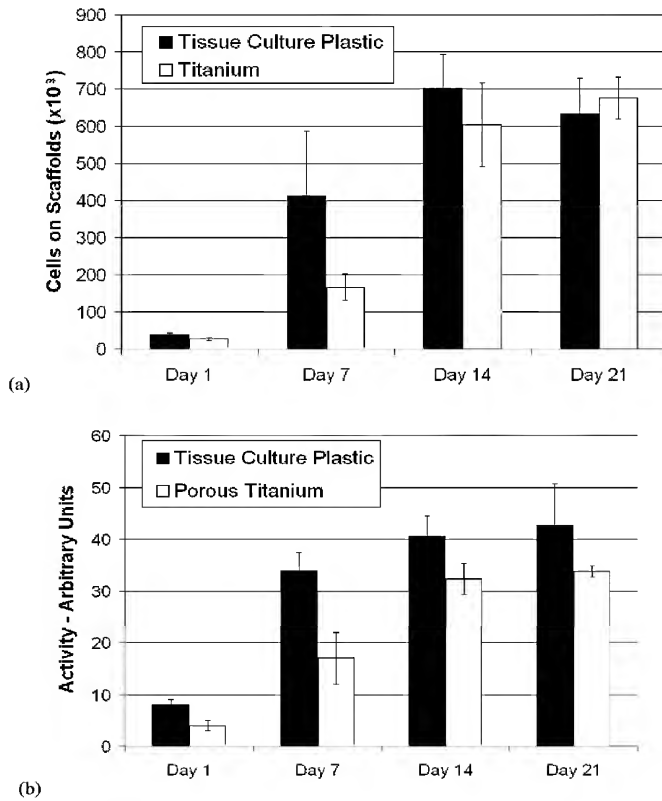 900
800
700
600
500
400
300
200
100
0
Cells on Scaffolds (x10³)
Tissue Culture Plastic
Titanium
Day 1 Day 7 Day 14 Day 21
(a)
60
50
40
30
20
10
0
Activity - Arbitrary Units
Tissue Culture Plastic
Porous Titanium
Day 1 Day 7 Day 14 Day 21
(b)